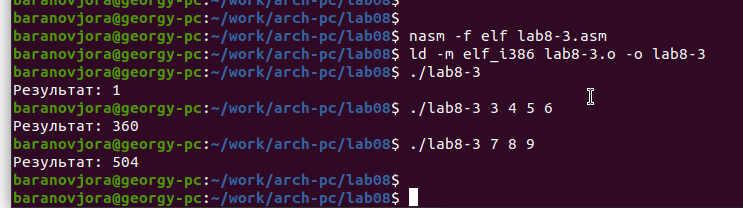 baranovjora@georgy-pc:~/work/arch-pc/lab08$
baranovjora@georgy-pc:~/work/arch-pc/lab08$
baranovjora@georgy-pc:~/work/arch-pc/lab08$ nasm -f elf lab8-3.asm
baranovjora@georgy-pc:~/work/arch-pc/lab08$ ld -m elf_i386 lab8-3.o -o lab8-3
baranovjora@georgy-pc:~/work/arch-pc/lab08$ ./lab8-3
Результат: 1
baranovjora@georgy-pc:~/work/arch-pc/lab08$ ./lab8-3 3 4 5 6
Результат: 360
baranovjora@georgy-pc:~/work/arch-pc/lab08$ ./lab8-3 7 8 9
Результат: 504
baranovjora@georgy-pc:~/work/arch-pc/lab08$
baranovjora@georgy-pc:~/work/arch-pc/lab08$